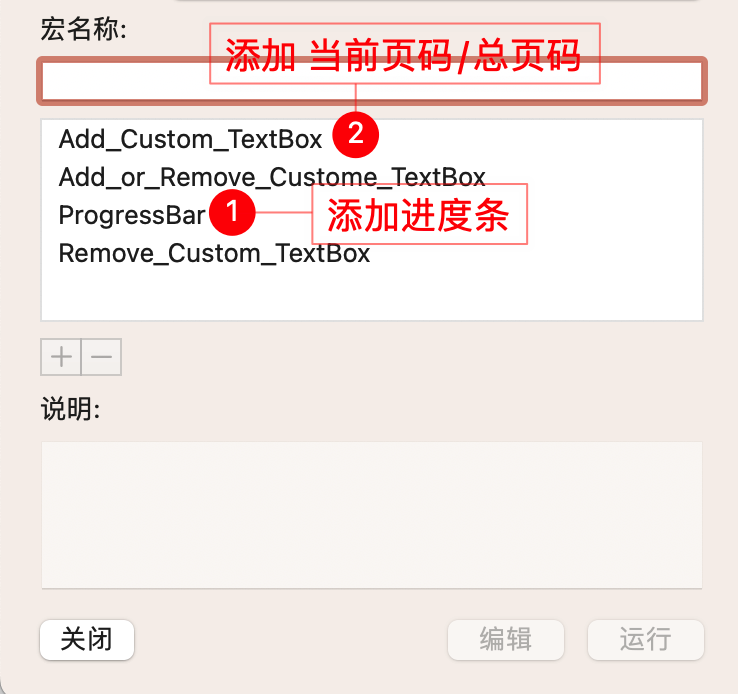 宏名称:
添加 当前页码/总页码
Add_Custom_TextBox
2
Add_or_Remove_Custome_TextBox
ProgressBar
1
添加进度条
Remove_Custom_TextBox
说明:
关闭
编辑
运行